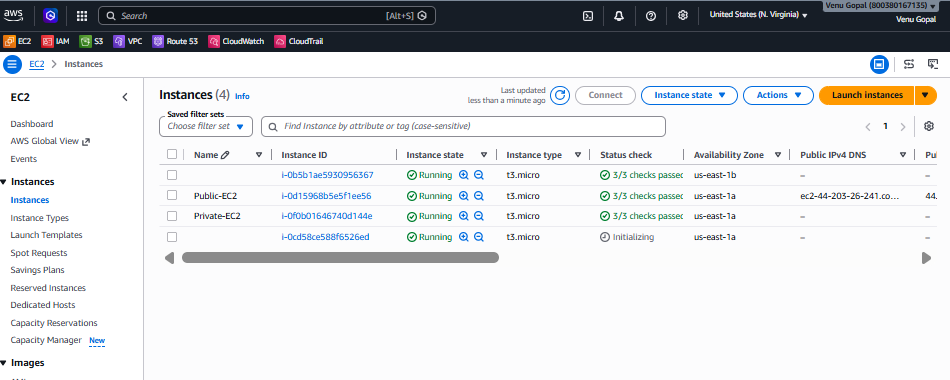 aws
Search [Alt+S]
United States (N. Virginia)
Venu Gopal (800380167135)
Venu Gopal
EC2 IAM S3 VPC Route 53 CloudWatch CloudTrail
EC2 > Instances
EC2
Dashboard
AWS Global View
Events
Instances
Instances
Instance Types
Launch Templates
Spot Requests
Savings Plans
Reserved Instances
Dedicated Hosts
Capacity Reservations
Capacity Manager New
Images
Instances (4) Info
Last updated
less than a minute ago
Connect Instance state Actions Launch instances
Saved filter sets
Choose filter set
Find Instance by attribute or tag (case-sensitive)
1
Name Instance ID Instance state Instance type Status check Availability Zone Public IPv4 DNS
i-0b5b1ae5930956367 Running t3.micro 3/3 checks passed us-east-1b –
Public-EC2 i-0d15968b5e5f1ee56 Running t3.micro 3/3 checks passed us-east-1a ec2-44-203-26-241.co... 44.
Private-EC2 i-0f0b01646740d144e Running t3.micro 3/3 checks passed us-east-1a – –
i-0cd58ce588f6526ed Running t3.micro Initializing us-east-1a – –